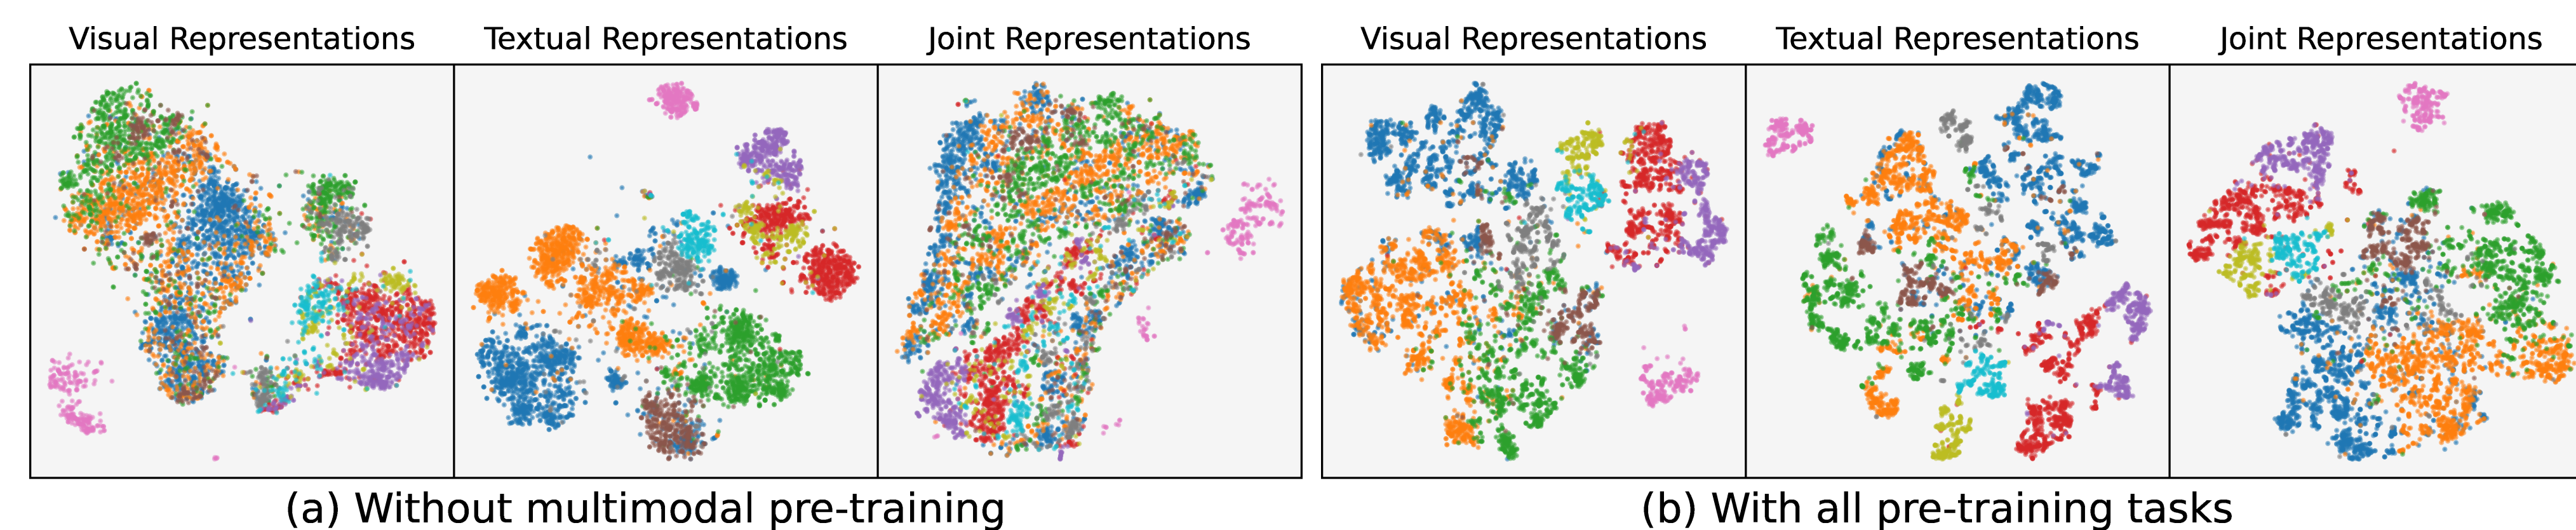 Visual Representations Textual Representations Joint Representations Visual Representations Textual Representations Joint Representations
(a) Without multimodal pre-training (b) With all pre-training tasks